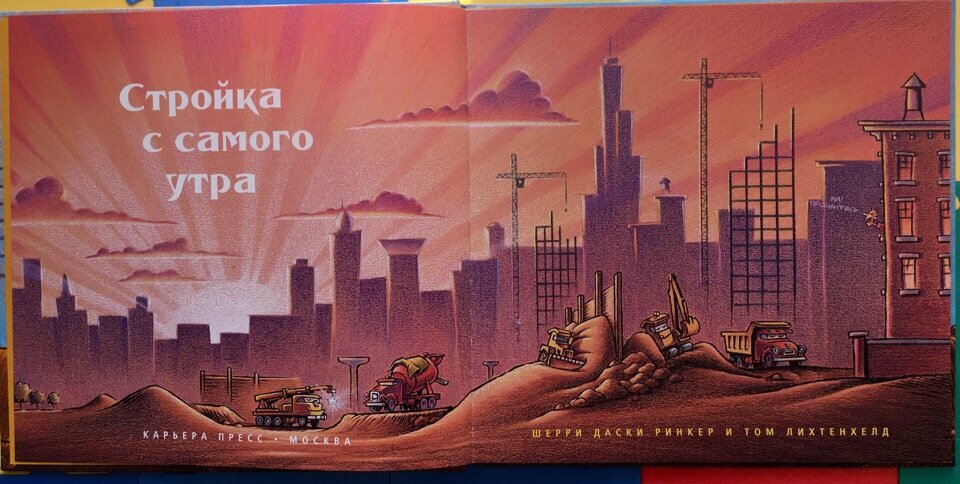 Стройка
с самого
утра
КАРЬЕРА ПРЕСС • МОСКВА
ШЕРРИ ДАСКИ РИНКЕР И ТОМ ЛИХТЕНХЕЛД